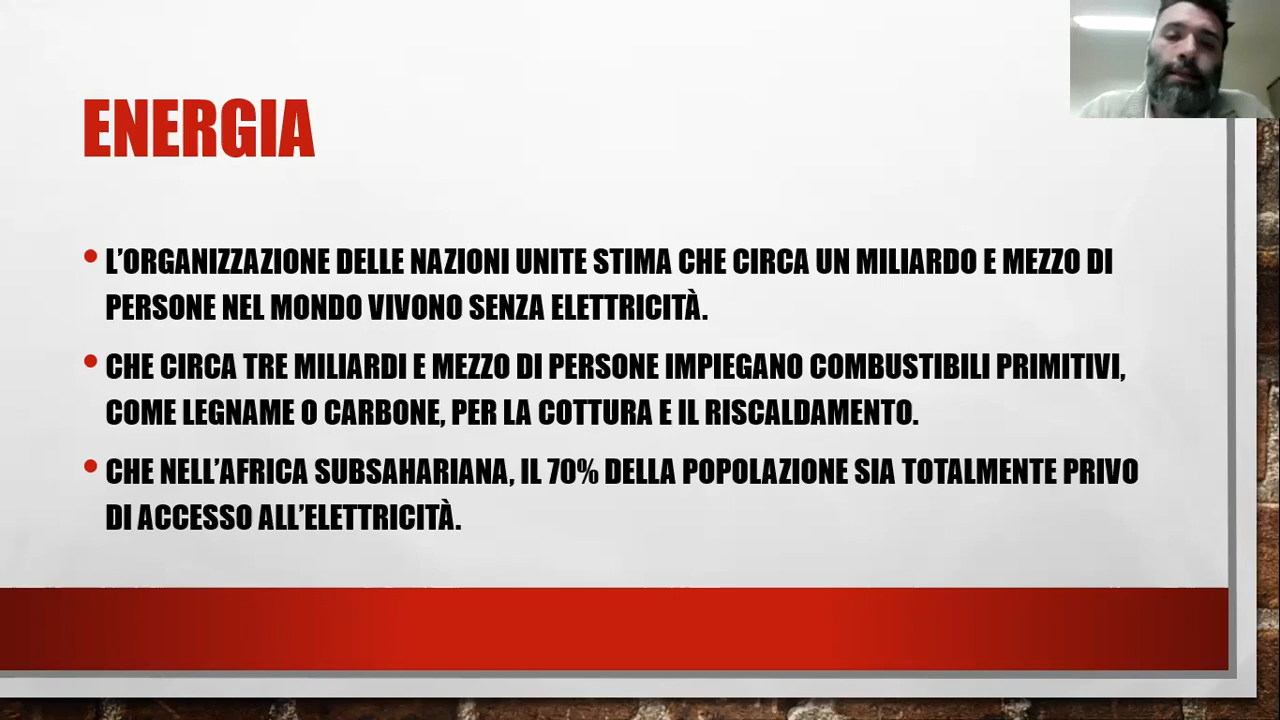 ENERGIA
• L'ORGANIZZAZIONE DELLE NAZIONI UNITE STIMA CHE CIRCA UN MILIARDO E MEZZO DI
PERSONE NEL MONDO VIVONO SENZA ELETTRICITÀ.
• CHE CIRCA TRE MILIARDI E MEZZO DI PERSONE IMPIEGANO COMBUSTIBILI PRIMITIVI,
COME LEGNAME O CARBONE, PER LA COTTURA E IL RISCALDAMENTO.
• CHE NELL'AFRICA SUBSAHARIANA, IL 70% DELLA POPOLAZIONE SIA TOTALMENTE PRIVO
DI ACCESSO ALL'ELETTRICITÀ.